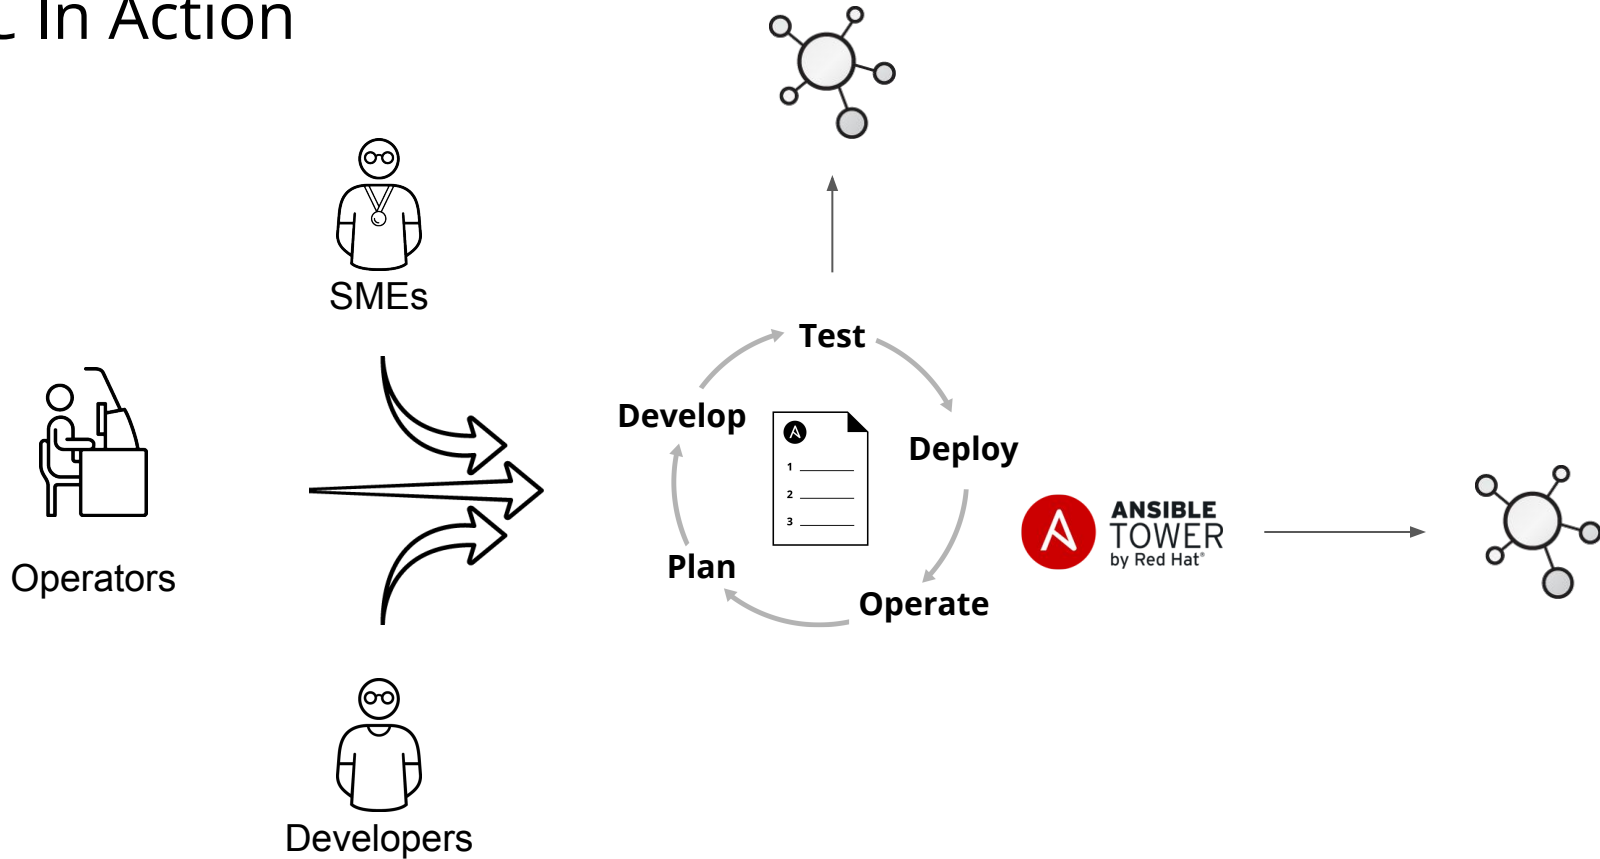 In Action
SMEs
Operators
Developers
Test
Develop
Deploy
Plan
Operate
1
2
3
ANSIBLE
TOWER
by Red Hat®